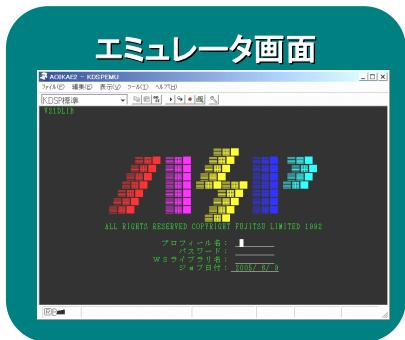 エミュレータ画面
AOIKAE2 - KDSPEMU
ファイル(F) 編集(E) 表示(V) ツール(T) ヘルプ(H)
KDSP標準
V21DLIB
ALL RIGHTS RESERVED COPYRIGHT FUJITSU LIMITED 1992
プロフィール名:
パスワード:
WSライブラリ名:
ジョブ日付: 2005/ 6/ 9